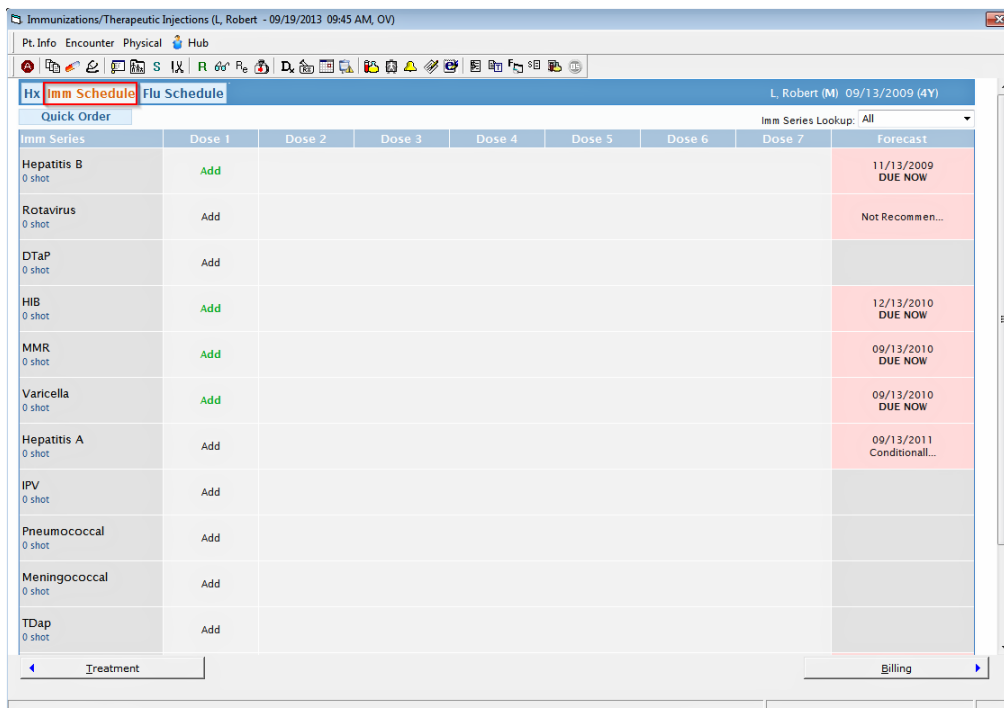 Immunizations/Therapeutic Injections (L, Robert - 09/19/2013 09:45 AM, OV)
Pt. Info Encounter Physical Hub
S R Re Dx
Hx Imm Schedule Flu Schedule L, Robert (M) 09/13/2009 (4Y)
Quick Order Imm Series Lookup: All
Imm Series Dose 1 Dose 2 Dose 3 Dose 4 Dose 5 Dose 6 Dose 7 Forecast
Hepatitis B
0 shot
Add
11/13/2009
DUE NOW
Rotavirus
0 shot
Add
Not Recommen...
DTaP
0 shot
Add
HIB
0 shot
Add
12/13/2010
DUE NOW
MMR
0 shot
Add
09/13/2010
DUE NOW
Varicella
0 shot
Add
09/13/2010
DUE NOW
Hepatitis A
0 shot
Add
09/13/2011
Conditionall...
IPV
0 shot
Add
Pneumococcal
0 shot
Add
Meningococcal
0 shot
Add
TDap
0 shot
Add
Treatment Billing